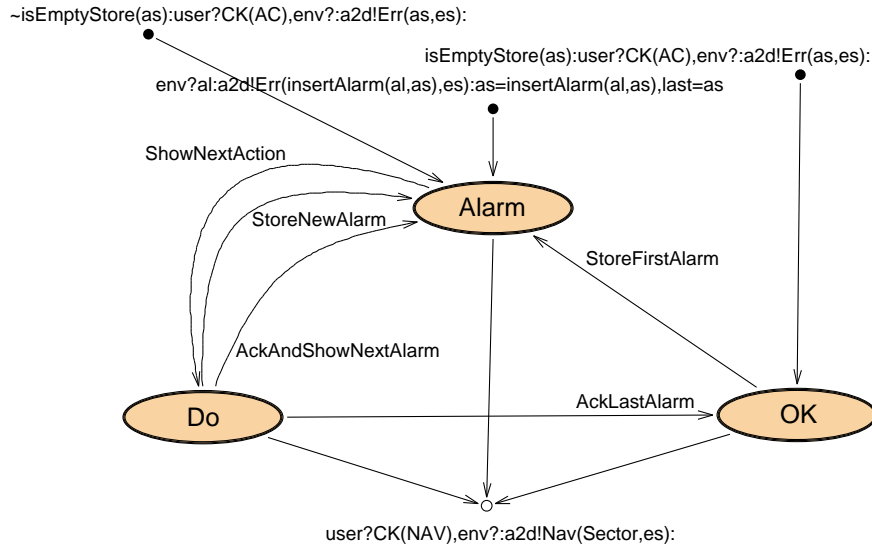 ~isEmptyStore(as):user?CK(AC),env?:a2d!Err(as,es):
isEmptyStore(as):user?CK(AC),env?:a2d!Err(as,es):
env?al:a2d!Err(insertAlarm(al,as),es):as=insertAlarm(al,as),last=as
ShowNextAction
Alarm
StoreNewAlarm
StoreFirstAlarm
AckAndShowNextAlarm
AckLastAlarm
Do
OK
user?CK(NAV),env?:a2d!Nav(Sector,es):